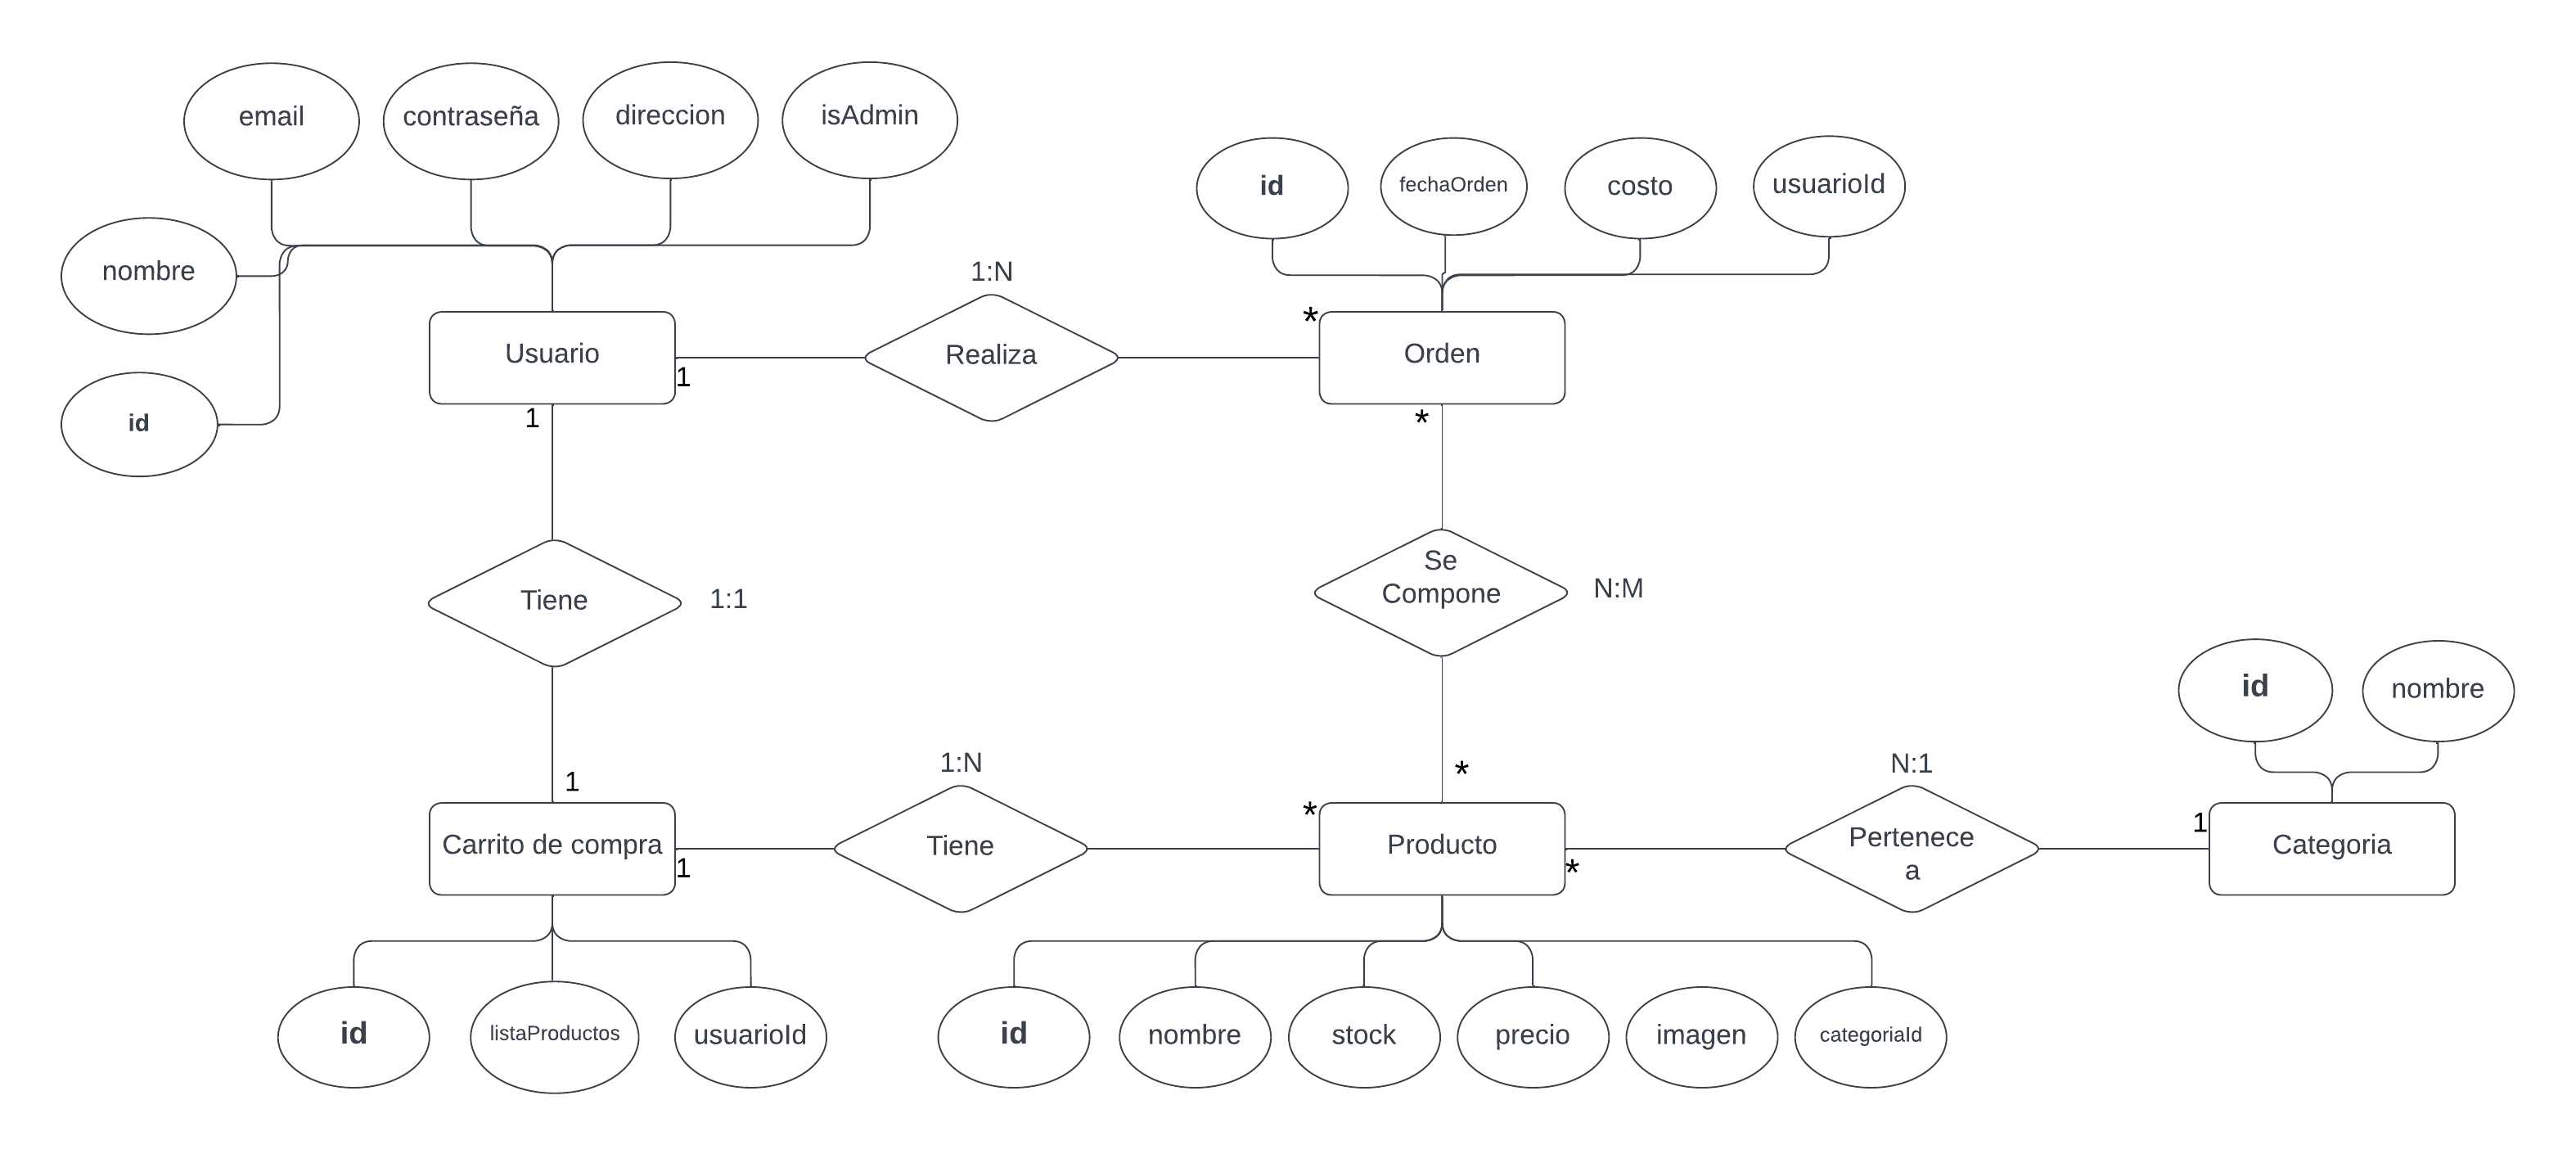 email
contraseña
direccion
isAdmin
id
fechaOrden
costo
usuarioId
nombre
1:N
*
Usuario
Realiza
Orden
1
1
*
id
Se
Compone
N:M
Tiene
1:1
id
nombre
1:N
N:1
1
*
*
1
Carrito de compra
Tiene
Producto
Pertenece
a
Categoria
1
*
id
listaProductos
usuarioId
id
nombre
stock
precio
imagen
categoriaId